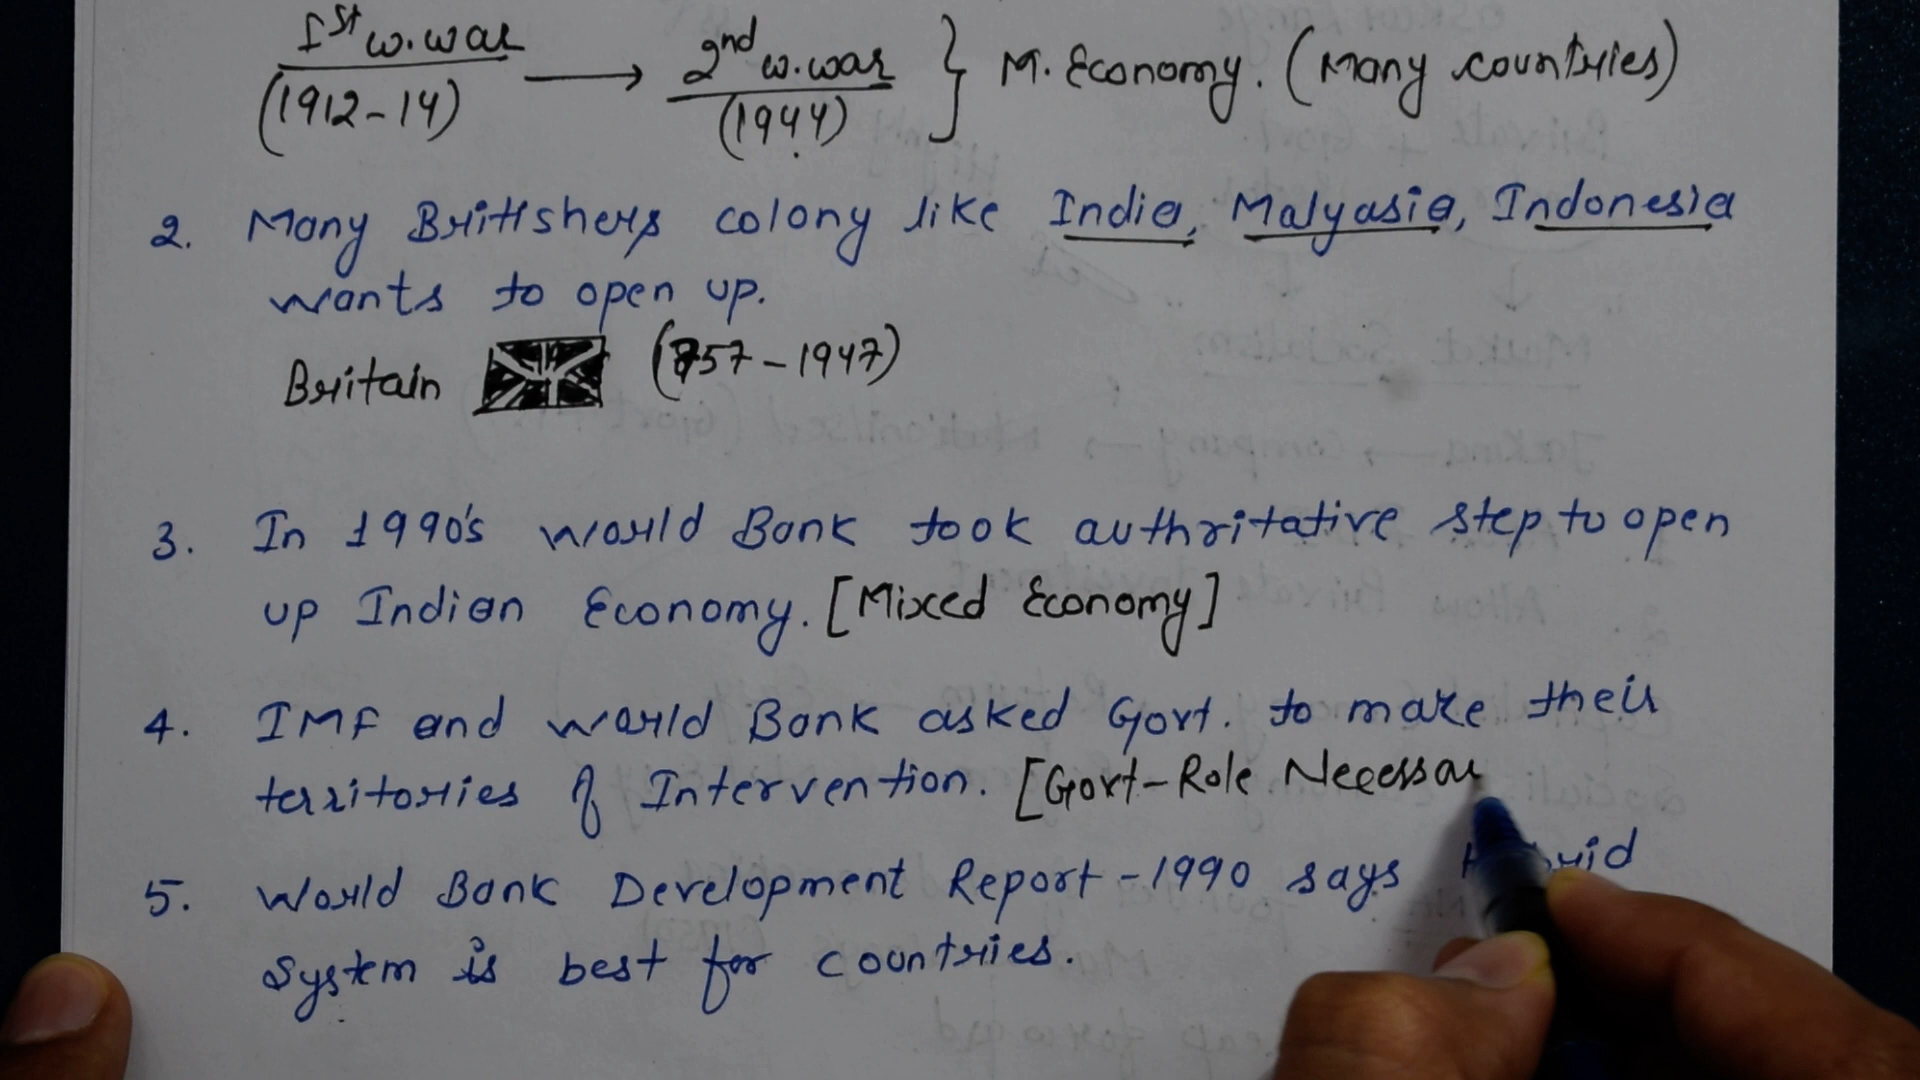 1st w.war
(1912-14) → 2nd w.war
(1944) } M. Economy. (Many countries)
2. Many Brittshers colony like India, Malyasia, Indonesia
wants to open up.
Britain (757-1947)
3. In 1990's World Bank took authritative step to open
up Indian Economy. [Mixed Economy]
4. IMF and World Bank asked Govt. to make their
territories of Intervention. [Govt-Role Necessar
5. World Bank Development Report-1990 says
System is best for countries.